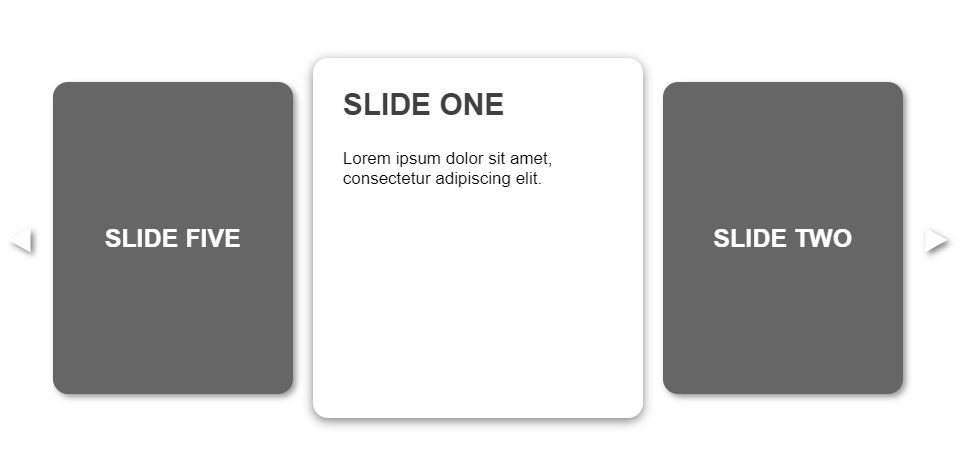 SLIDE FIVE
SLIDE ONE
Lorem ipsum dolor sit amet,
consectetur adipiscing elit.
SLIDE TWO